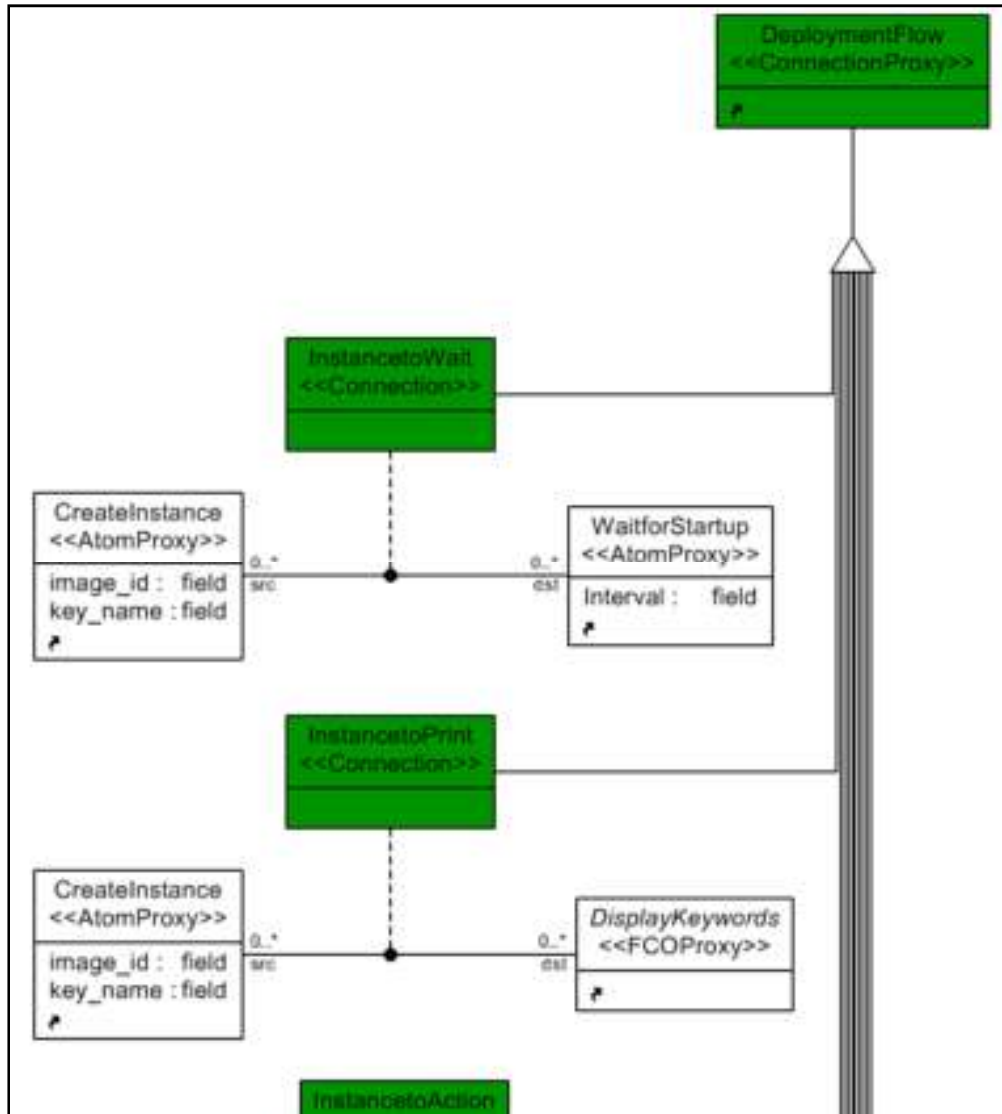 DeploymentFlow
<<ConnectionProxy>>
InstancetoWait
<<Connection>>
CreateInstance
<<AtomProxy>>
image_id : field
key_name : field
0..*
src
0..*
dst
WaitforStartup
<<AtomProxy>>
Interval : field
InstancetoPrint
<<Connection>>
CreateInstance
<<AtomProxy>>
image_id : field
key_name : field
0..*
src
0..*
dst
DisplayKeywords
<<FCOProxy>>
InstancetoAction